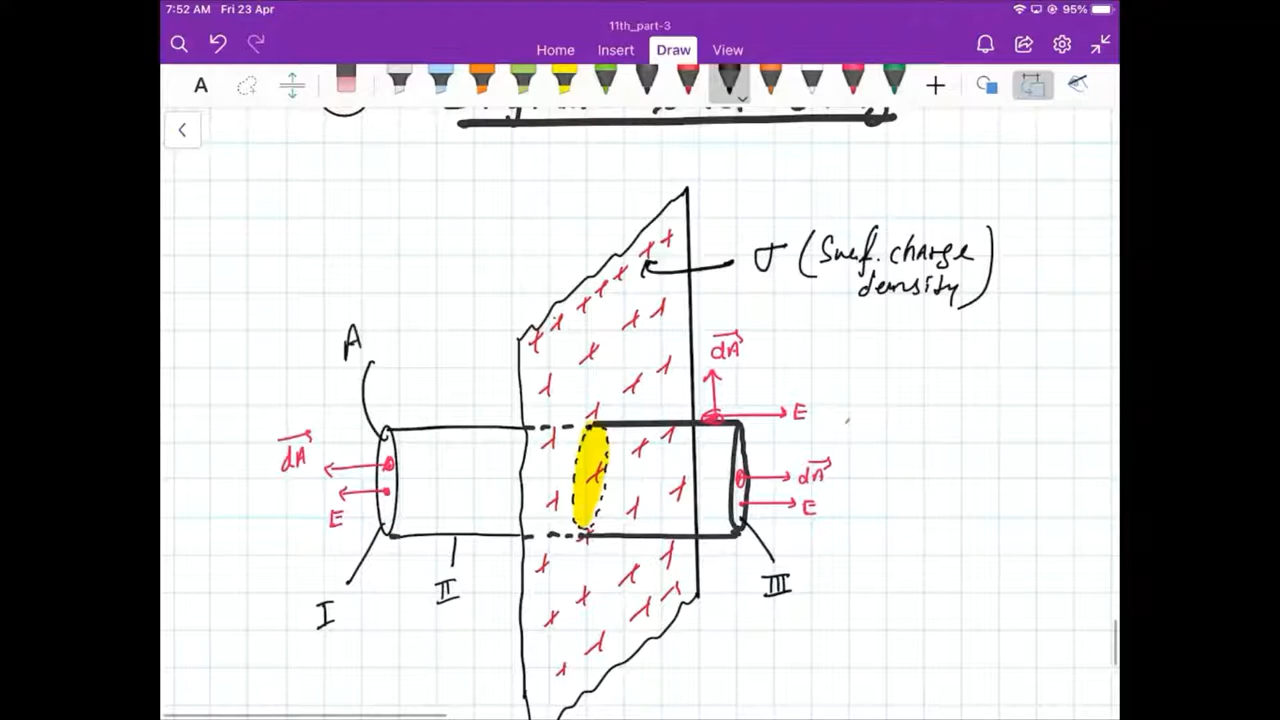 7:52 AM Fri 23 Apr
95%
11th_part-3
Home Insert Draw View
A
σ (Surf. charge
density)
A
dA
E
dA
E
dA
E
I
II
III